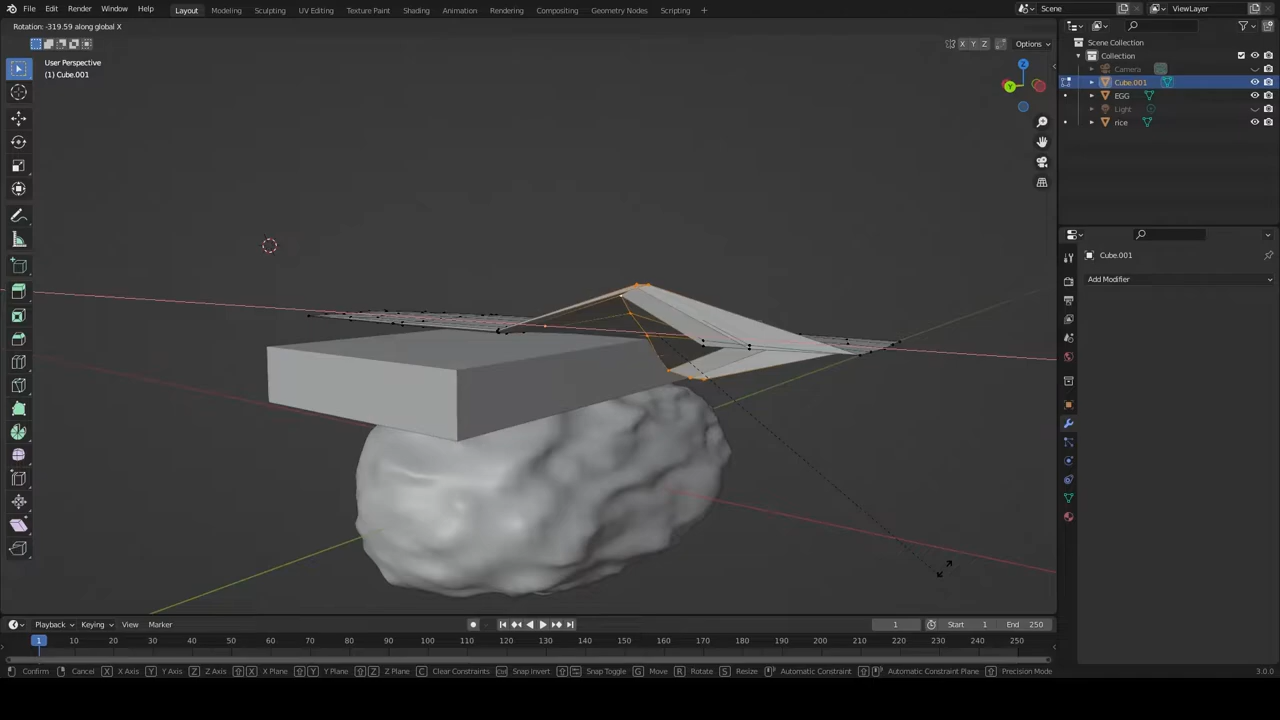 File Edit Render Window Help Layout Modeling Sculpting UV Editing Texture Paint Shading Animation Rendering Compositing Geometry Nodes Scripting + Scene ViewLayer
Rotation: -319.59 along global X
X Y Z Options
User Perspective
(1) Cube.001
Z
Y
Scene Collection
Collection
Camera
Cube.001
EGG
Light
rice
Cube.001
Add Modifier
Playback Keying View Marker 1 Start 1 End 250
1 10 20 30 40 50 60 70 80 90 100 110 120 130 140 150 160 170 180 190 200 210 220 230 240 250
Confirm Cancel X X Axis Y Y Axis Z Z Axis X X Plane Y Y Plane Z Z Plane C Clear Constraints Snap Invert Snap Toggle G Move R Rotate S Resize Automatic Constraint Automatic Constraint Plane Precision Mode 3.0.0